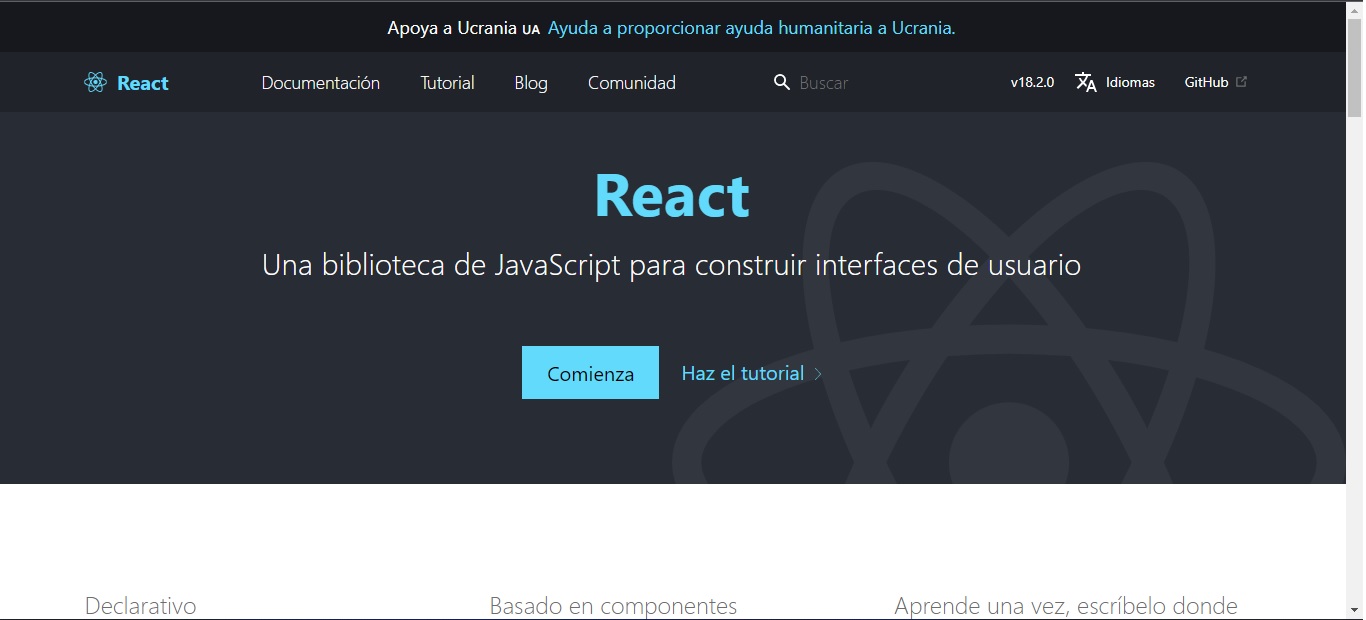 Apoya a Ucrania UA Ayuda a proporcionar ayuda humanitaria a Ucrania.
React Documentación Tutorial Blog Comunidad Buscar v18.2.0 Idiomas GitHub
React
Una biblioteca de JavaScript para construir interfaces de usuario
Comienza Haz el tutorial
Declarativo Basado en componentes Aprende una vez, escríbelo donde